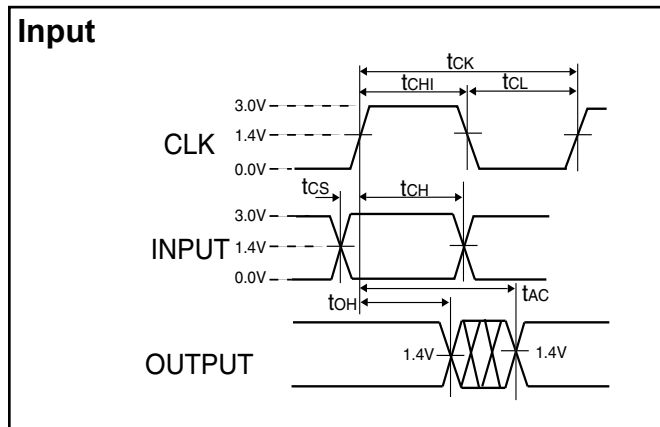 Input
tCK
tCHI
tCL
3.0V
1.4V
CLK
0.0V
tCS
tCH
3.0V
INPUT
1.4V
0.0V
tOH
tAC
1.4V
1.4V
OUTPUT